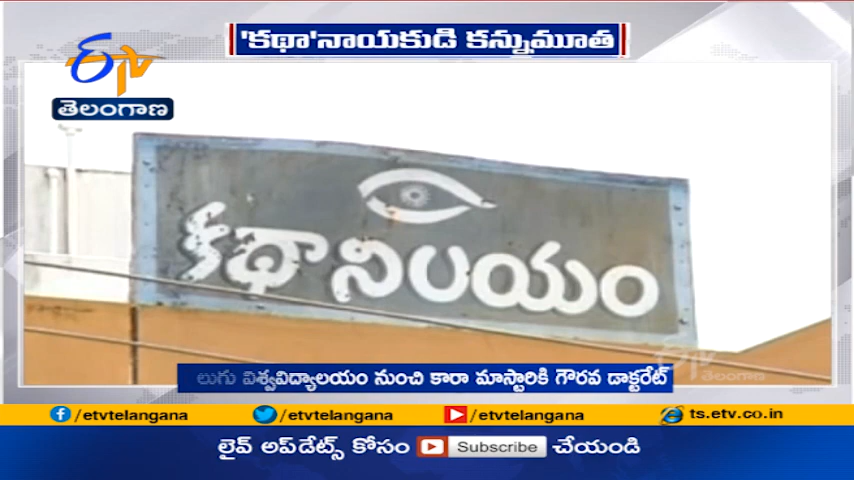 'కథా'నాయకుడి కన్నుమూత
ETV
తెలంగాణ
కథానిలయం
లుగు విశ్వవిద్యాలయం నుంచి కారా మాస్టారికి గౌరవ డాక్టరేట్
ETV తెలంగాణ
/etvtelangana /etvtelangana /etvtelangana ts.etv.co.in
లైవ్ అప్‌డేట్స్ కోసం Subscribe చేయండి